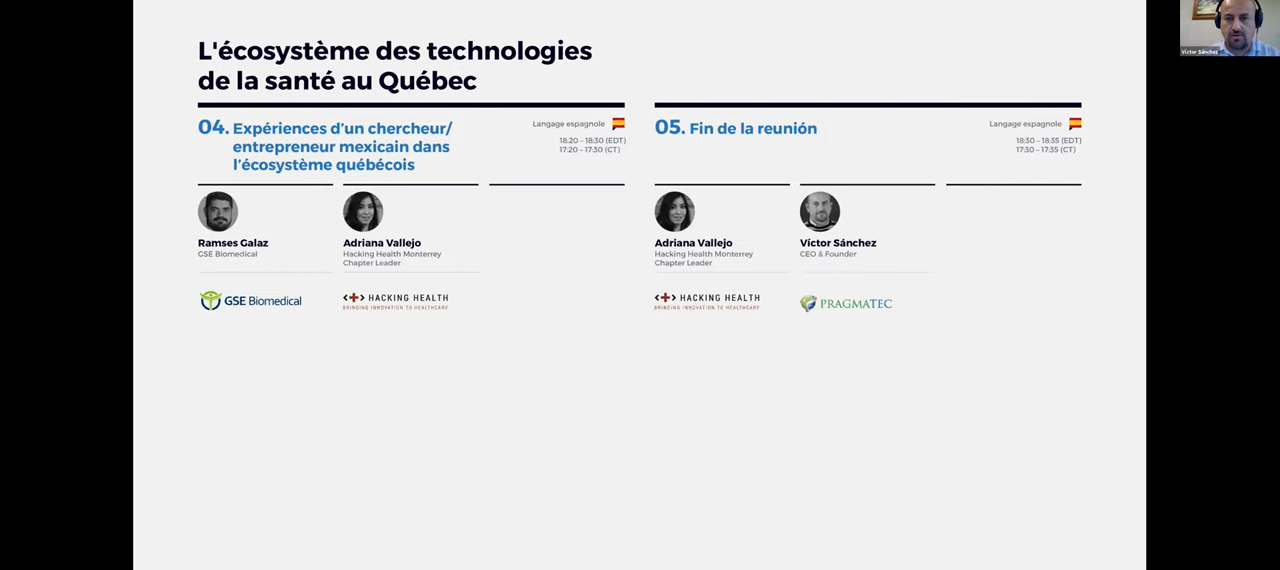 L'écosystème des technologies
de la santé au Québec
04. Expériences d'un chercheur/
entrepreneur mexicain dans
l'écosystème québécois
Langage espagnole
18:20 - 18:30 (EDT)
17:20 - 17:30 (CT)
Ramses Galaz
GSE Biomedical
GSE Biomedical
Adriana Vallejo
Hacking Health Monterrey
Chapter Leader
HACKING HEALTH
BRINGING INNOVATION TO HEALTHCARE
05. Fin de la reunión
Langage espagnole
18:30 - 18:35 (EDT)
17:30 - 17:35 (CT)
Adriana Vallejo
Hacking Health Monterrey
Chapter Leader
HACKING HEALTH
BRINGING INNOVATION TO HEALTHCARE
Víctor Sánchez
CEO & Founder
PRAGMATEC
Víctor Sánchez